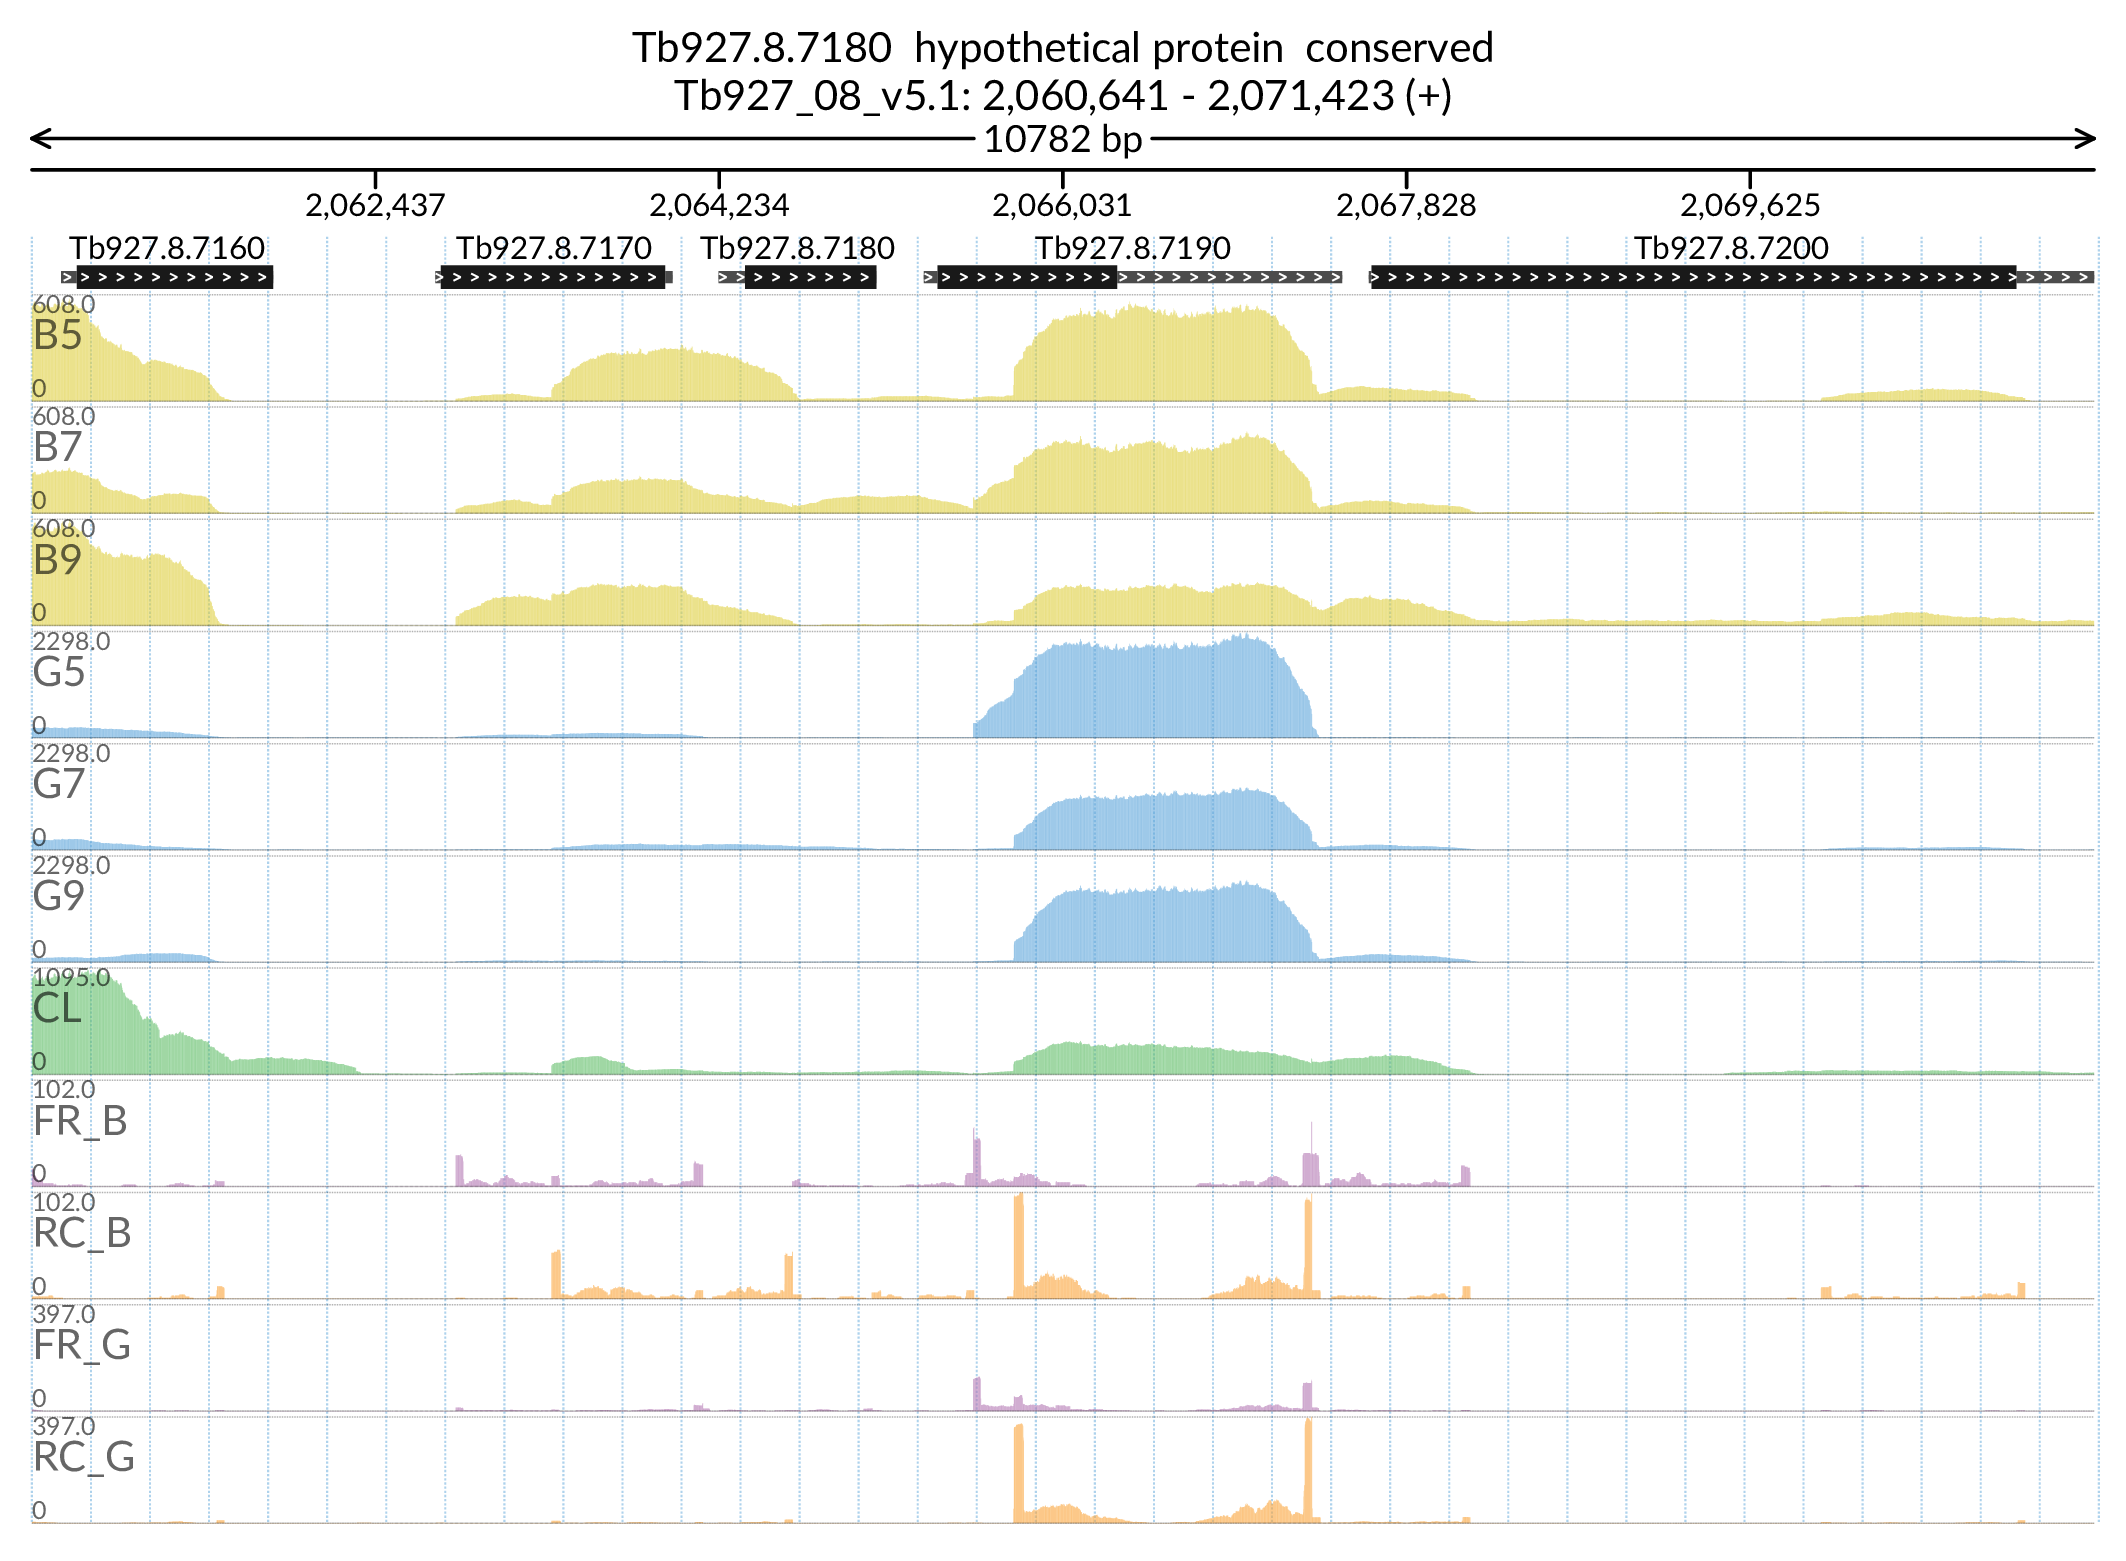 Tb927.8.7180 hypothetical protein conserved
Tb927_08_v5.1: 2,060,641 - 2,071,423 (+)
10782 bp
2,062,437 2,064,234 2,066,031 2,067,828 2,069,625
Tb927.8.7160 Tb927.8.7170 Tb927.8.7180 Tb927.8.7190 Tb927.8.7200
608.0
B5
0
608.0
B7
0
608.0
B9
0
2298.0
G5
0
2298.0
G7
0
2298.0
G9
0
1095.0
CL
0
102.0
FR_B
0
102.0
RC_B
0
397.0
FR_G
0
397.0
RC_G
0